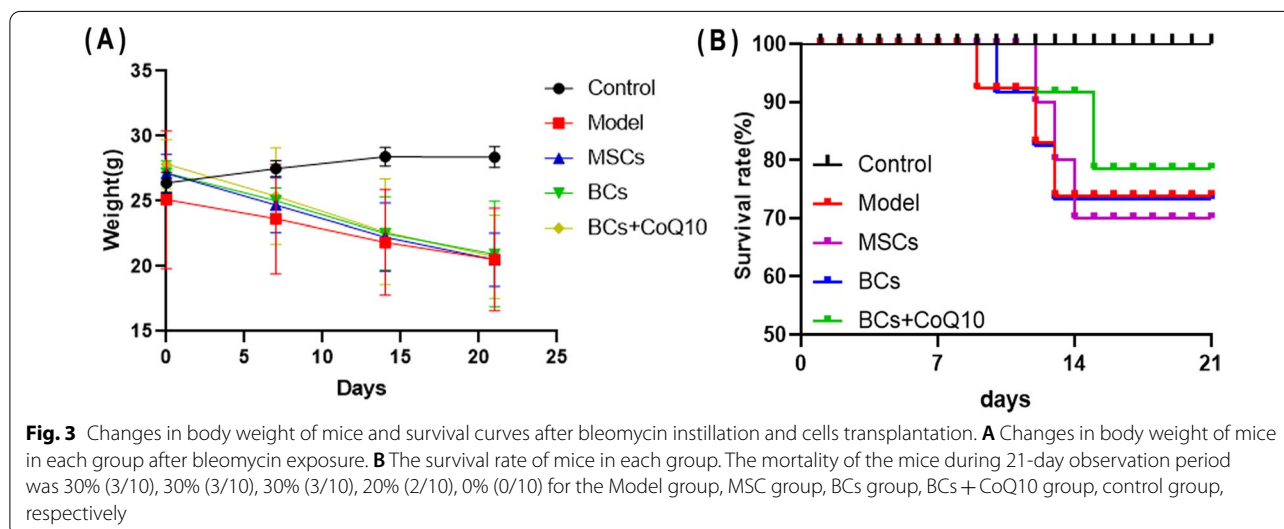 (A)
35
30
25
20
15
Weight(g)
0 5 10 15 20 25
Days
Control
Model
MSCs
BCs
BCs+CoQ10
(B)
100
90
80
70
60
50
Survival rate(%)
Control
Model
MSCs
BCs
BCs+CoQ10
0 7 14 21
days
Fig. 3 Changes in body weight of mice and survival curves after bleomycin instillation and cells transplantation. A Changes in body weight of mice
in each group after bleomycin exposure. B The survival rate of mice in each group. The mortality of the mice during 21-day observation period
was 30% (3/10), 30% (3/10), 30% (3/10), 20% (2/10), 0% (0/10) for the Model group, MSC group, BCs group, BCs + CoQ10 group, control group,
respectively